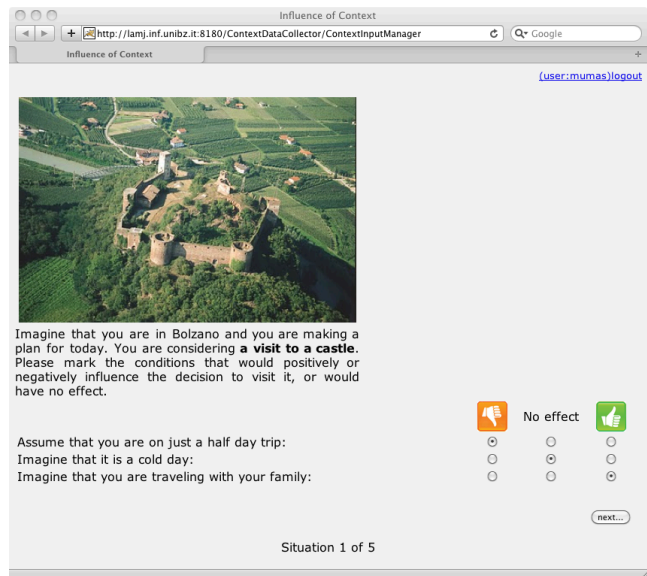 Influence of Context
http://lamj.inf.unibz.it:8180/ContextDataCollector/ContextInputManager
Google
Influence of Context
(user:mumas)logout
Imagine that you are in Bolzano and you are making a
plan for today. You are considering a visit to a castle.
Please mark the conditions that would positively or
negatively influence the decision to visit it, or would
have no effect.
No effect
Assume that you are on just a half day trip:
Imagine that it is a cold day:
Imagine that you are traveling with your family:
next...
Situation 1 of 5